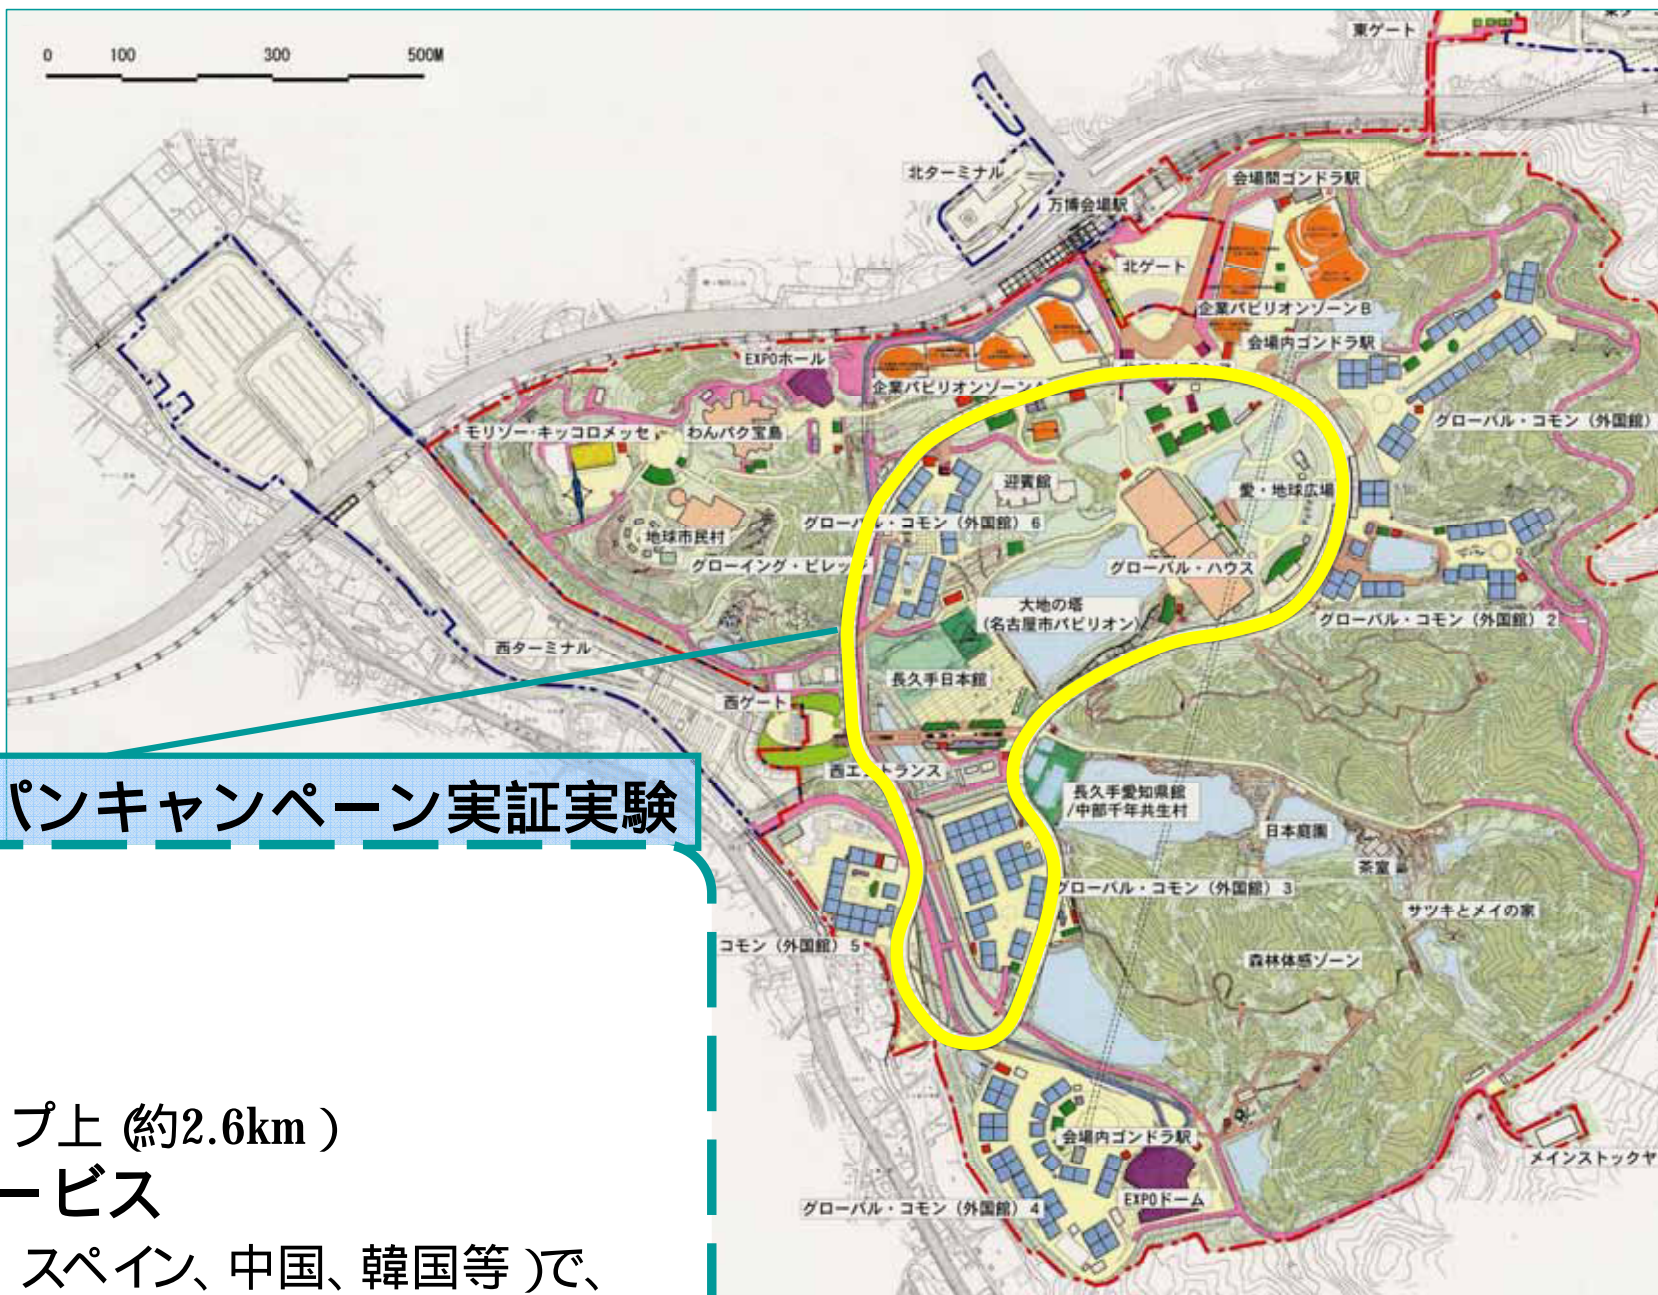 0 100 300 500M
東ゲート
北ターミナル
会場間ゴンドラ駅
万博会場駅
北ゲート
企業パビリオンゾーンB
会場内ゴンドラ駅
EXPOホール
企業パビリオンゾーン
グローバル・コモン（外国館）
モリゾー・キッコロメッセ
わんパク宝島
迎賓館
愛・地球広場
グローバル・コモン（外国館）6
地球市民村
グローイング・ビレッ
グローバル・ハウス
大地の塔
（名古屋市パビリオン）
グローバル・コモン（外国館）2
西ターミナル
長久手日本館
西ゲート
西エントランス
長久手愛知県館
/中部千年共生村
パンキャンペーン実証実験
日本庭園
茶室
グローバル・コモン（外国館）3
サツキとメイの家
コモン（外国館）5
森林体感ゾーン
プ上（約2.6km）
会場内ゴンドラ駅
メインストックヤ
ービス
EXPOドーム
グローバル・コモン（外国館）4
スペイン、中国、韓国等）で、